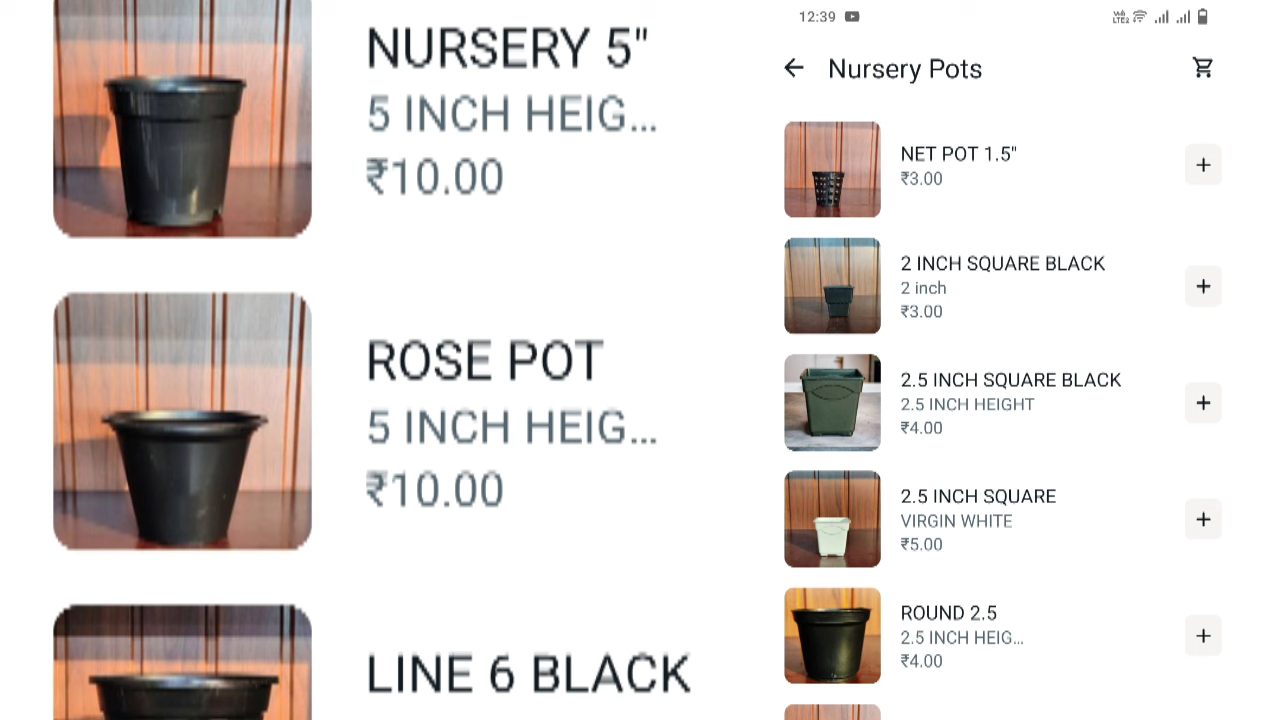 NURSERY 5"
5 INCH HEIG...
₹10.00
ROSE POT
5 INCH HEIG...
₹10.00
LINE 6 BLACK
12:39
Nursery Pots
NET POT 1.5"
₹3.00
2 INCH SQUARE BLACK
2 inch
₹3.00
2.5 INCH SQUARE BLACK
2.5 INCH HEIGHT
₹4.00
2.5 INCH SQUARE
VIRGIN WHITE
₹5.00
ROUND 2.5
2.5 INCH HEIG...
₹4.00